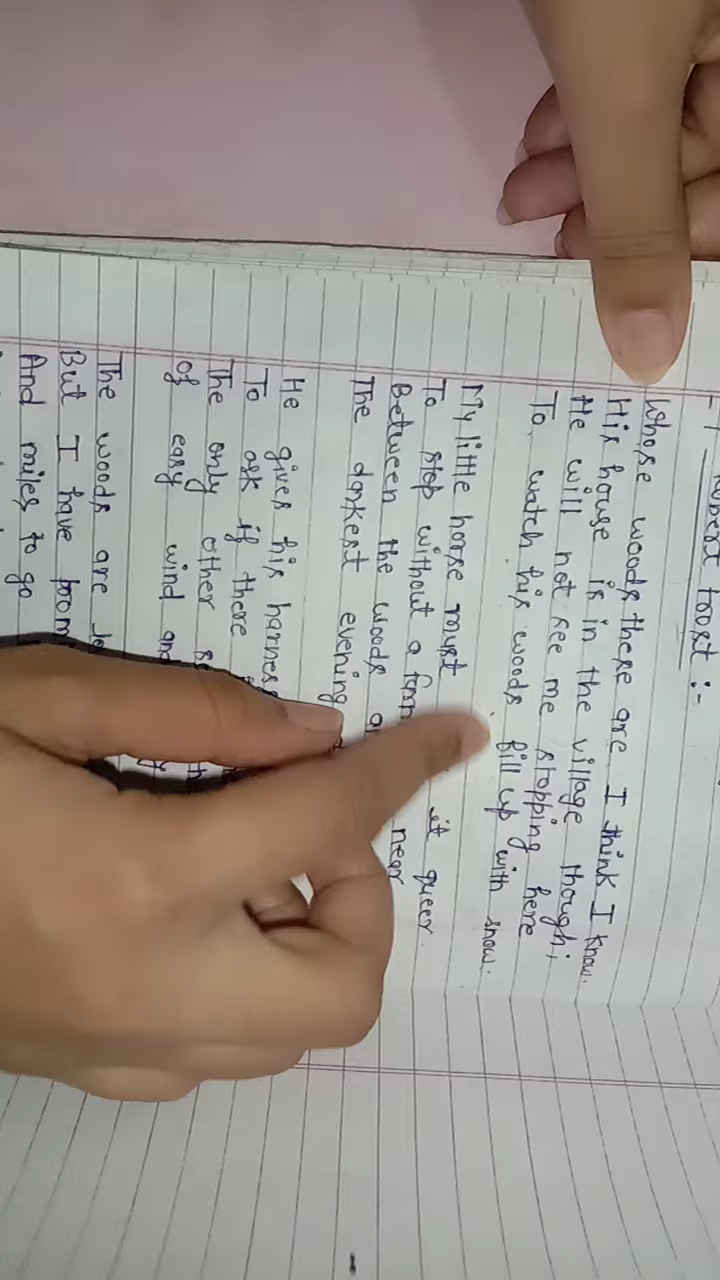 Robert Frost :-
Whose woods these are I think I know.
His house is in the village though;
He will not see me stopping here
To watch his woods fill up with snow.
My little horse must it queer.
To stop without a
Between the woods near
The darkest evening
He gives his harness
To ask if there
The only other
of easy wind and
The woods are
But I have
And miles to go